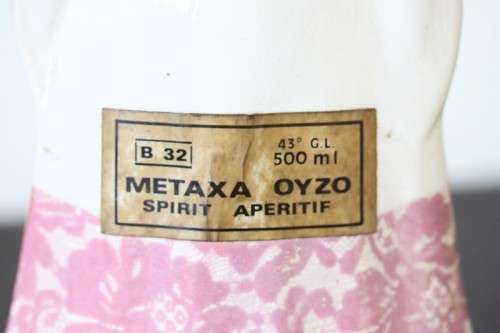 B 32
43° G.L.
500 ml
METAXA OYZO
SPIRIT APERITIF